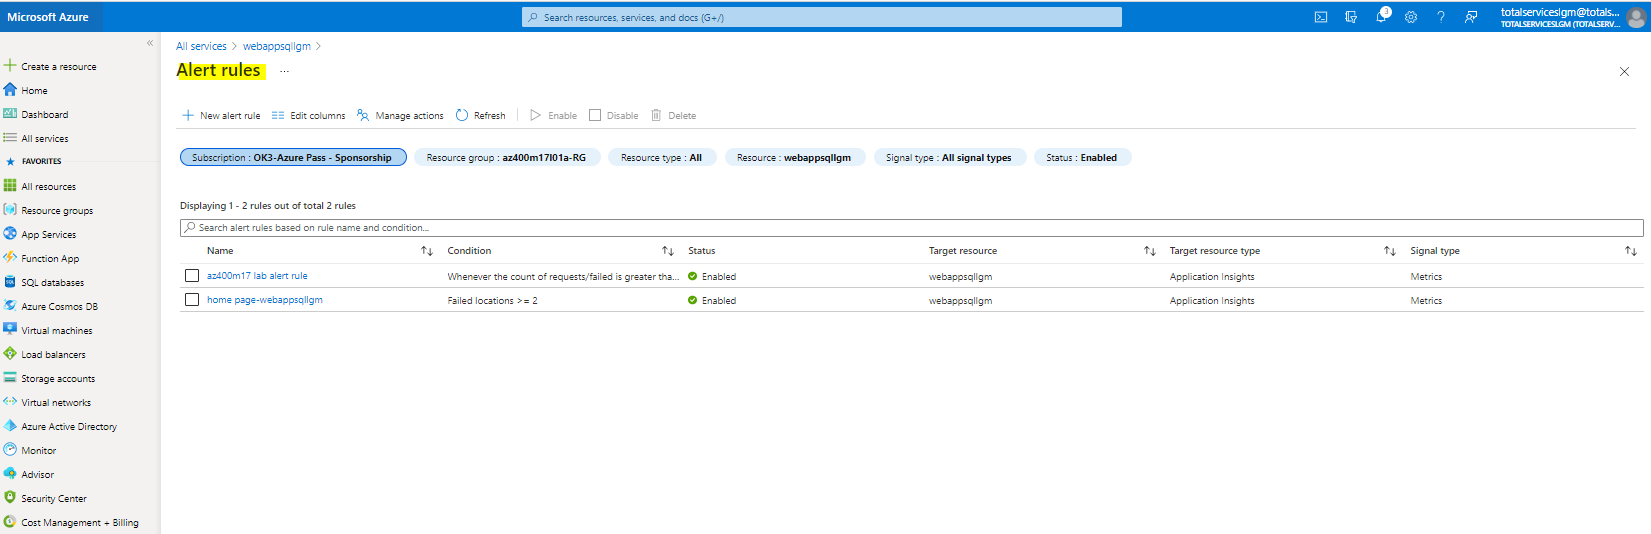 Microsoft Azure
Search resources, services, and docs (G+/)
3
totalserviceslgm@totals...
TOTALSERVICESLGM (TOTALSERV...
«
Create a resource
Home
Dashboard
All services
FAVORITES
All resources
Resource groups
App Services
Function App
SQL databases
Azure Cosmos DB
Virtual machines
Load balancers
Storage accounts
Virtual networks
Azure Active Directory
Monitor
Advisor
Security Center
Cost Management + Billing
All services > webappsqllgm >
Alert rules ...
New alert rule Edit columns Manage actions Refresh Enable Disable Delete
Subscription : OK3-Azure Pass - Sponsorship Resource group : az400m17l01a-RG Resource type : All Resource : webappsqllgm Signal type : All signal types Status : Enabled
Displaying 1 - 2 rules out of total 2 rules
Search alert rules based on rule name and condition...
Name Condition Status Target resource Target resource type Signal type
az400m17 lab alert rule Whenever the count of requests/failed is greater tha... Enabled webappsqllgm Application Insights Metrics
home page-webappsqllgm Failed locations >= 2 Enabled webappsqllgm Application Insights Metrics